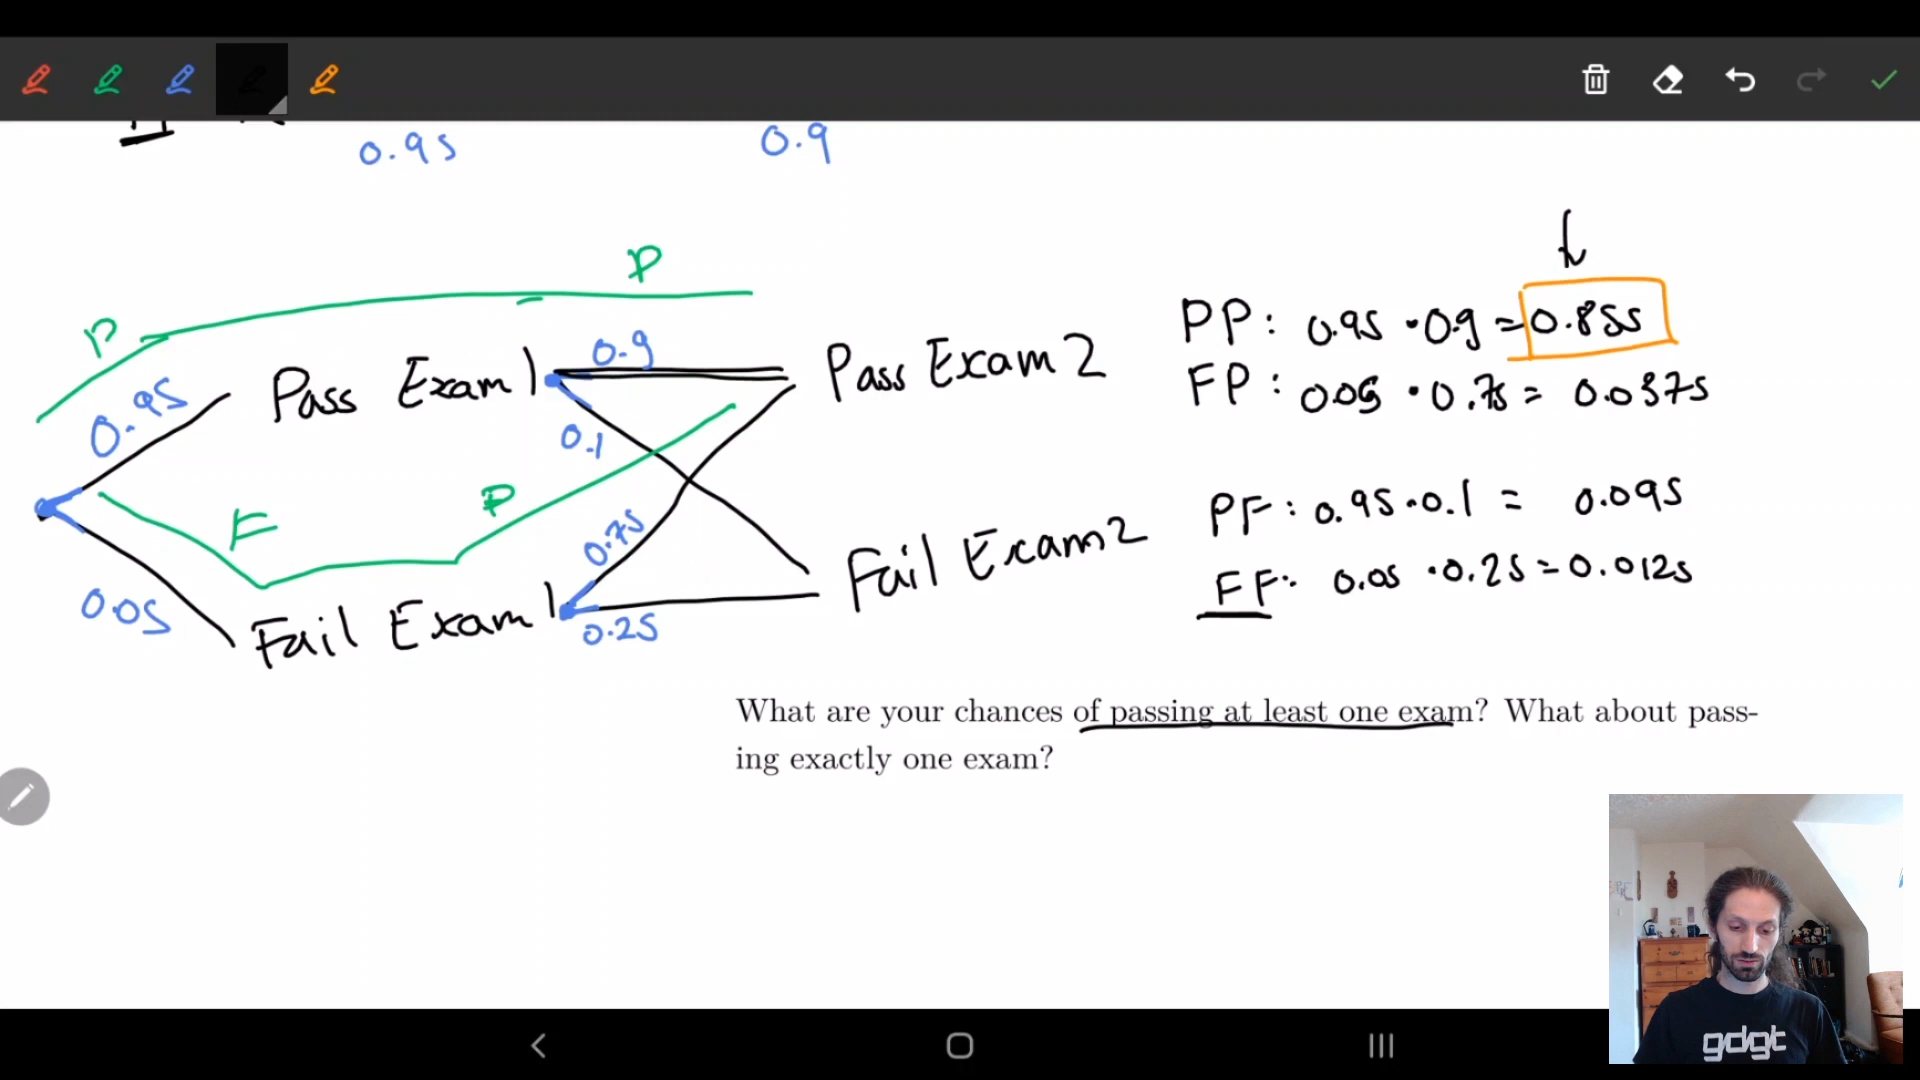 0.95 0.9
P P
0.95 Pass Exam 1 0.9 Pass Exam 2
0.1
F P
0.05 Fail Exam 1 0.75 Fail Exam 2
0.25
PP: 0.95 · 0.9 = 0.855
FP: 0.05 · 0.75 = 0.0375
PF: 0.95 · 0.1 = 0.095
FF: 0.05 · 0.25 = 0.0125
What are your chances of passing at least one exam? What about pass-
ing exactly one exam?
gdgt